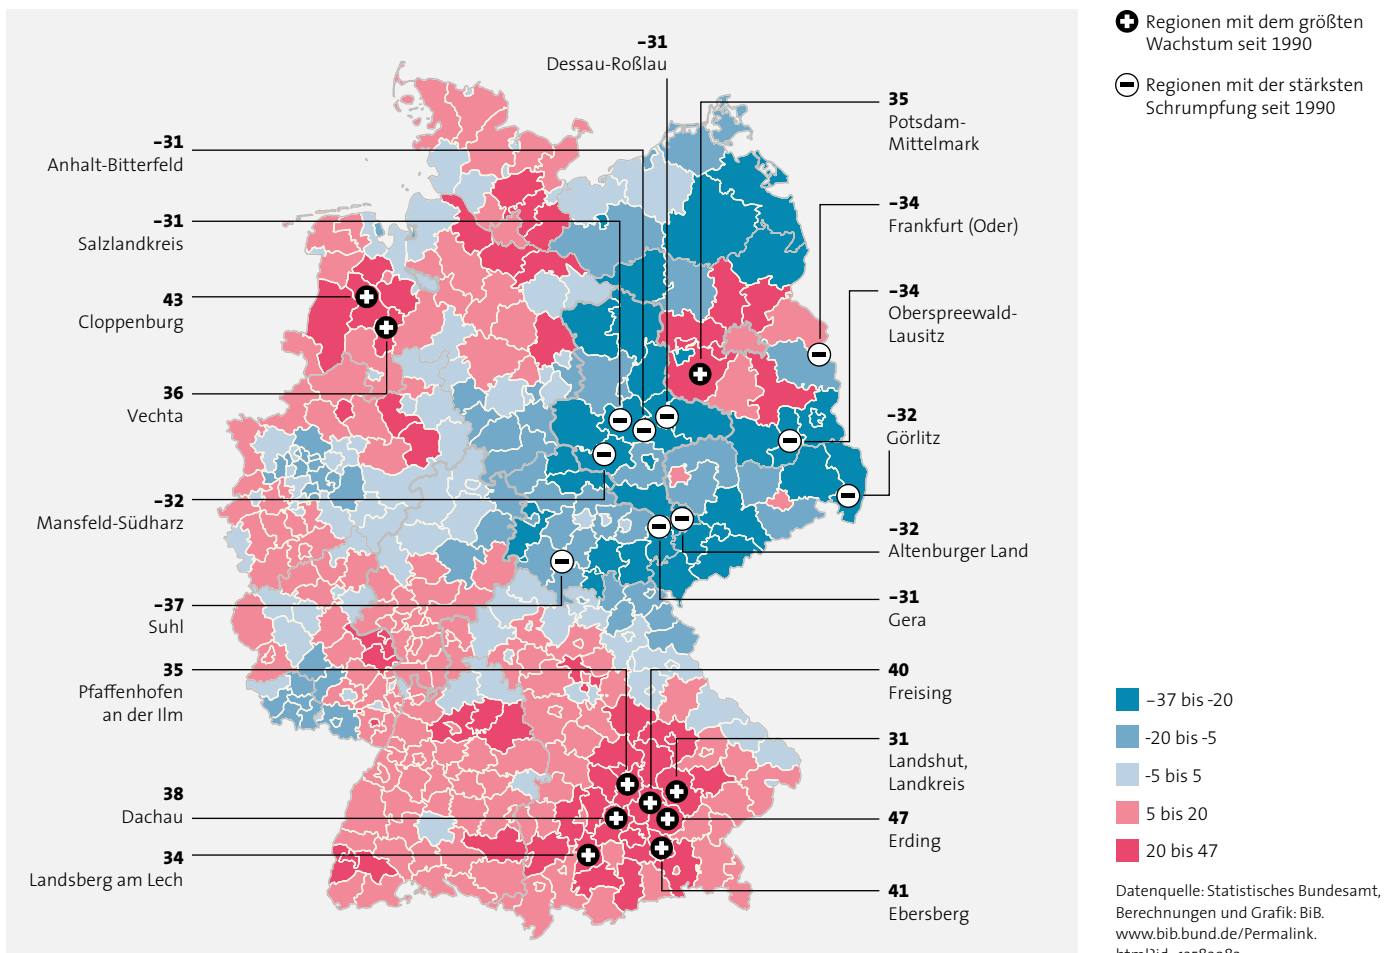 −31
Dessau-Roßlau
35
Potsdam-
Mittelmark
−31
Anhalt-Bitterfeld
−34
Frankfurt (Oder)
−31
Salzlandkreis
−34
Oberspreewald-
Lausitz
43
Cloppenburg
36
Vechta
−32
Görlitz
−32
Mansfeld-Südharz
−32
Altenburger Land
−37
Suhl
−31
Gera
35
Pfaffenhofen
an der Ilm
40
Freising
31
Landshut,
Landkreis
38
Dachau
47
Erding
34
Landsberg am Lech
41
Ebersberg
Regionen mit dem größten
Wachstum seit 1990
Regionen mit der stärksten
Schrumpfung seit 1990
−37 bis -20
-20 bis -5
-5 bis 5
5 bis 20
20 bis 47
Datenquelle: Statistisches Bundesamt,
Berechnungen und Grafik: BiB.
www.bib.bund.de/Permalink.